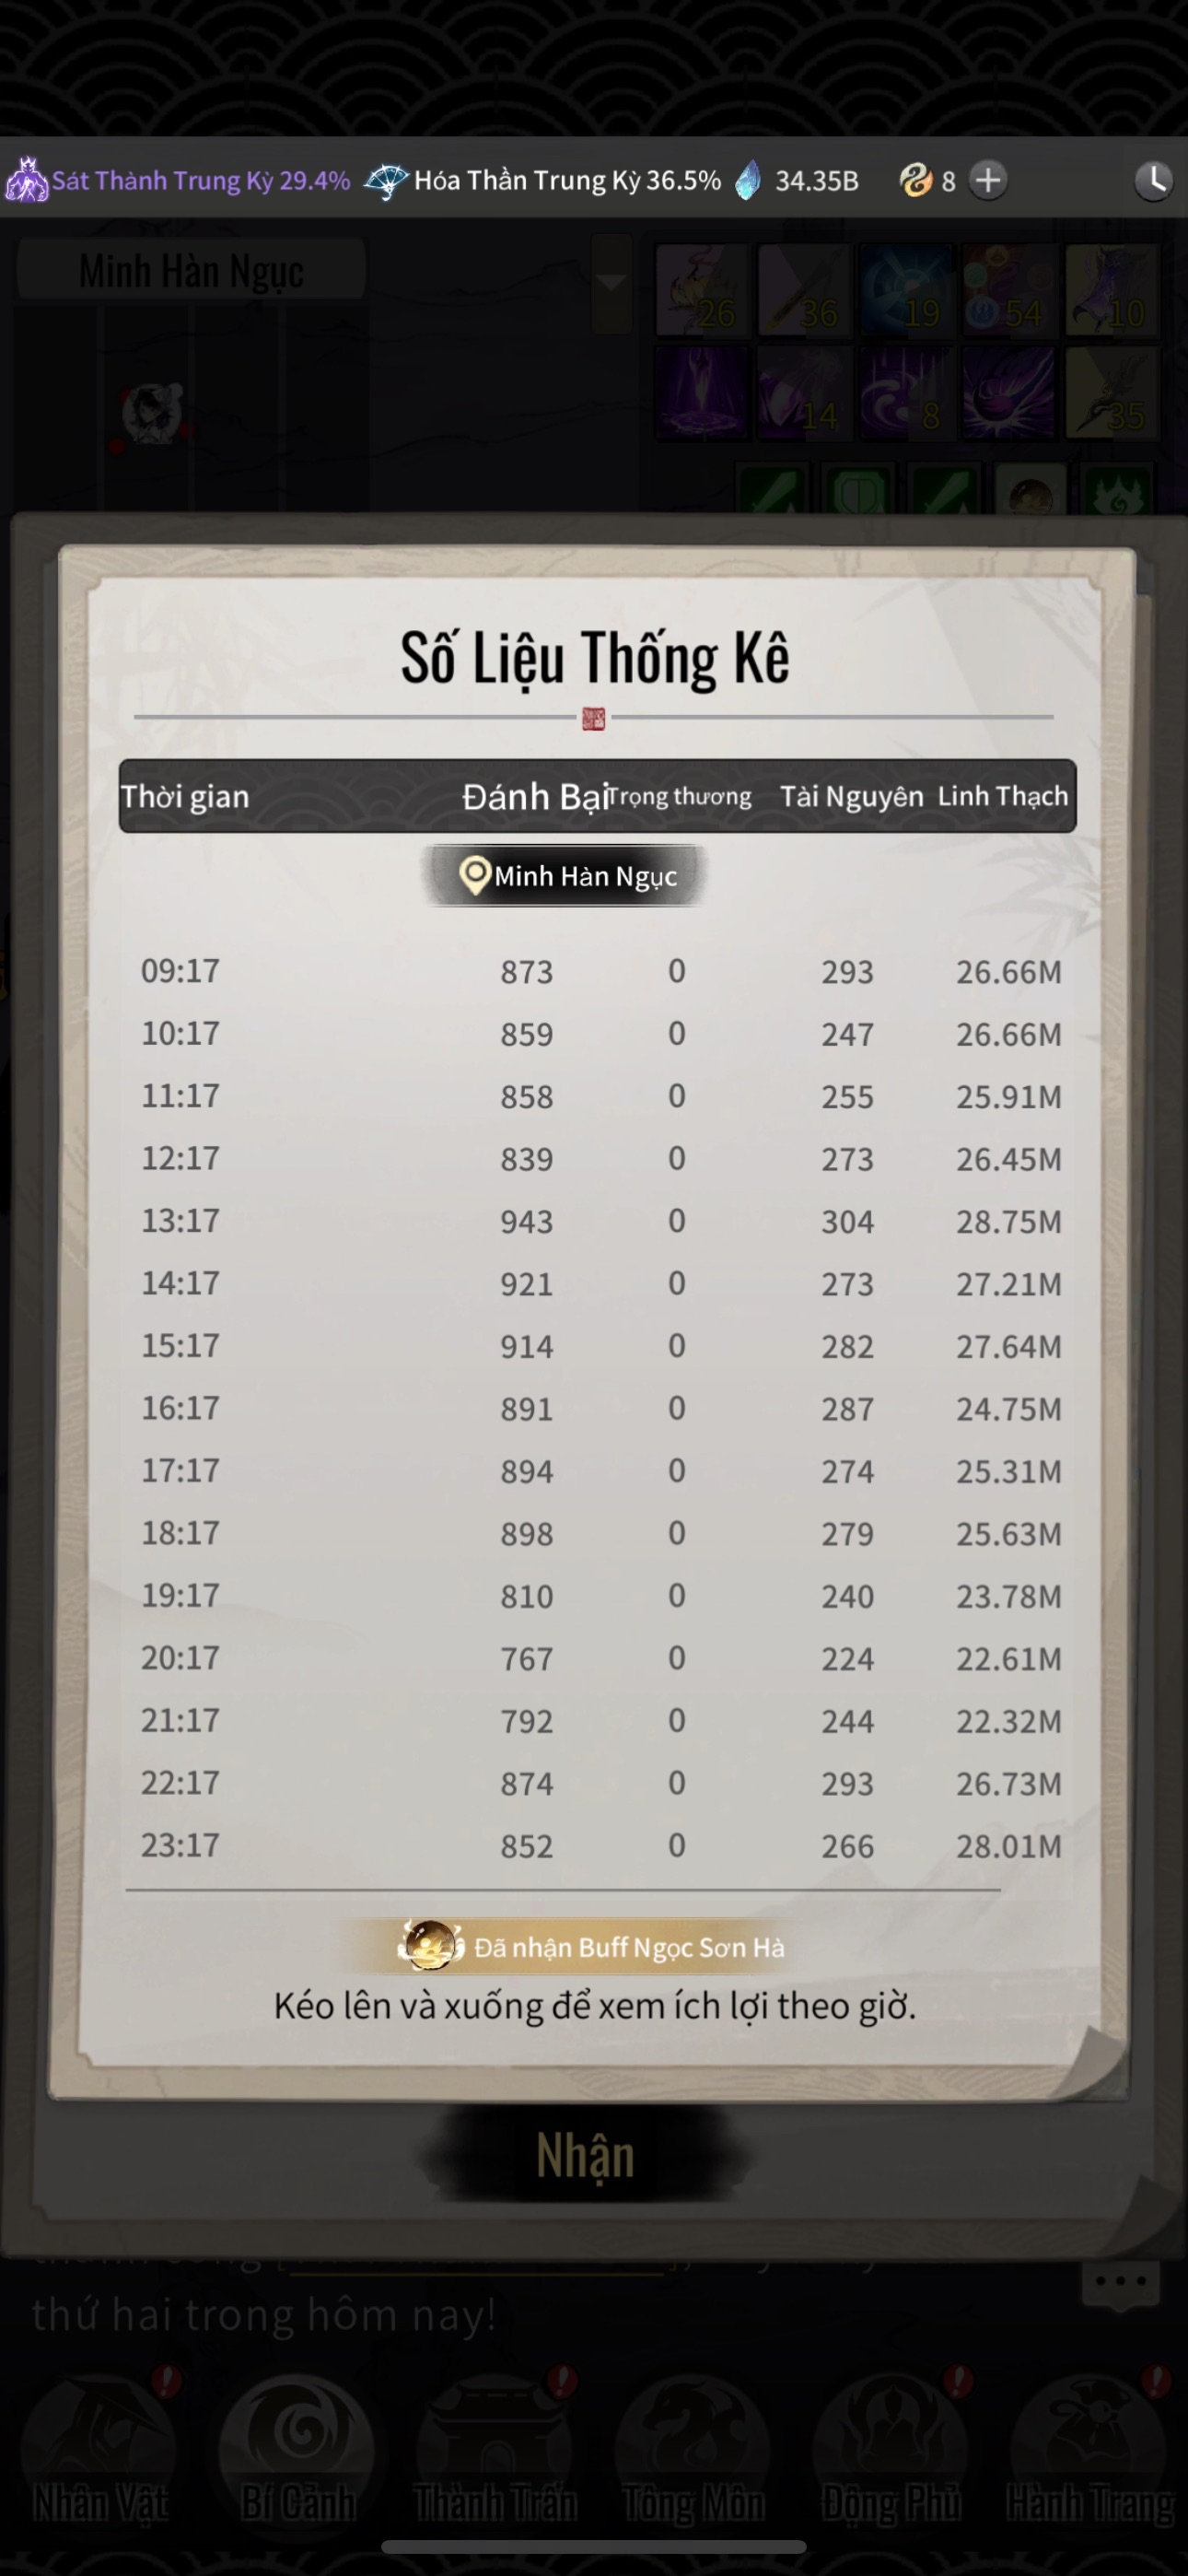 Sát Thành Trung Kỳ 29.4% Hóa Thần Trung Kỳ 36.5% 34.35B 8
Minh Hàn Ngục
26 36 19 54 10
14 8 35
Số Liệu Thống Kê
Thời gian Đánh Bại Trọng thương Tài Nguyên Linh Thạch
Minh Hàn Ngục
09:17 873 0 293 26.66M
10:17 859 0 247 26.66M
11:17 858 0 255 25.91M
12:17 839 0 273 26.45M
13:17 943 0 304 28.75M
14:17 921 0 273 27.21M
15:17 914 0 282 27.64M
16:17 891 0 287 24.75M
17:17 894 0 274 25.31M
18:17 898 0 279 25.63M
19:17 810 0 240 23.78M
20:17 767 0 224 22.61M
21:17 792 0 244 22.32M
22:17 874 0 293 26.73M
23:17 852 0 266 28.01M
Đã nhận Buff Ngọc Sơn Hà
Kéo lên và xuống để xem ích lợi theo giờ.
Nhận
thứ hai trong hôm nay!
Nhân Vật Bí Cảnh Thành Trấn Tông Môn Động Phủ Hành Trang